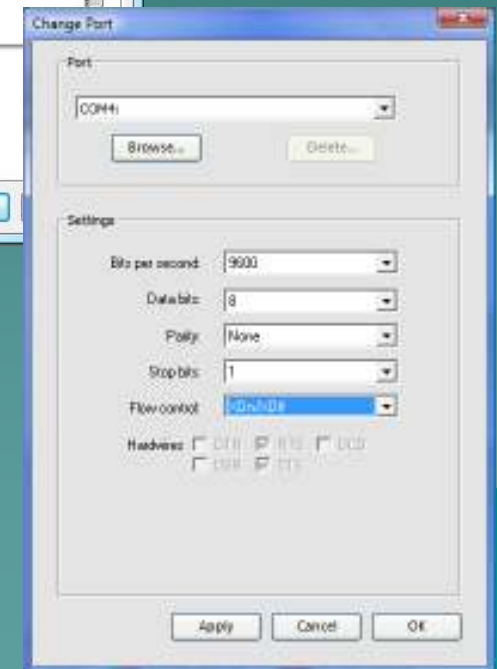 Change Port
Port
COM4:
Browse...
Delete...
Settings
Bits per second: 9600
Data bits: 8
Parity: None
Stop bits: 1
Flow control: XOn/XOff
Hardware: DTR RTS DCD
DSR CTS
Apply Cancel OK